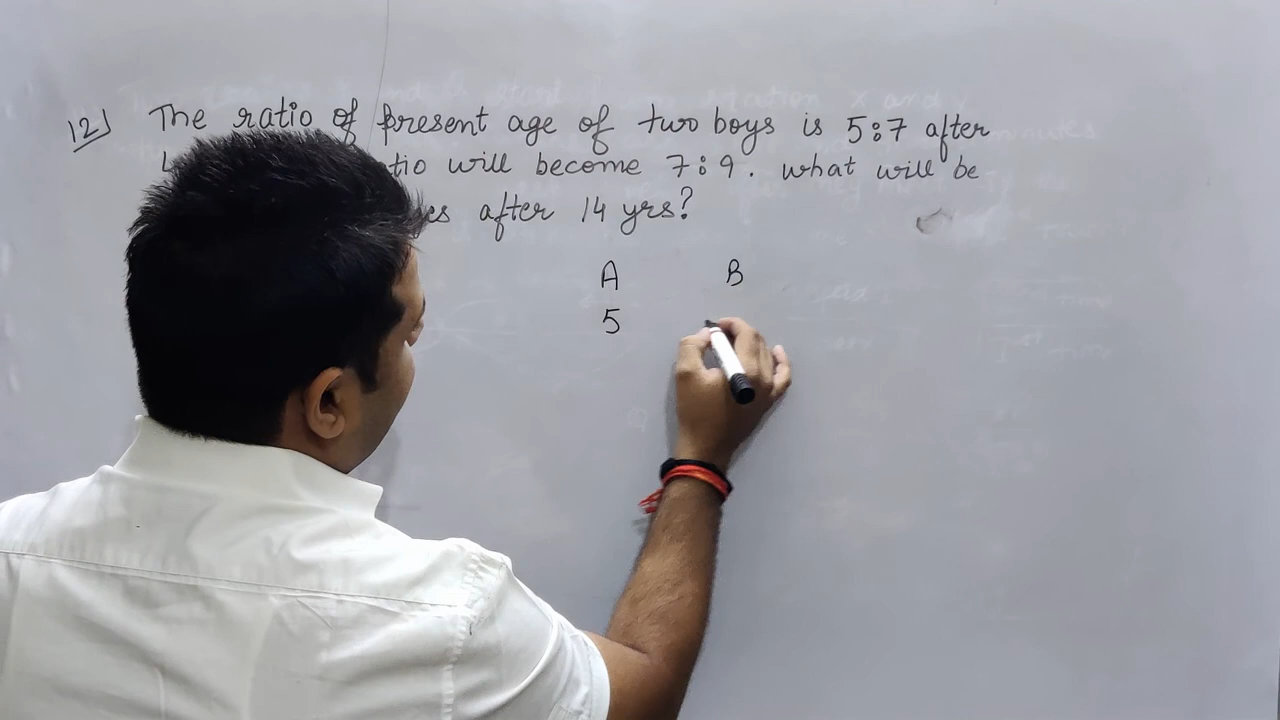 12) The ratio of present age of two boys is 5:7 after
will become 7:9. what will be
after 14 yrs?
A B
5